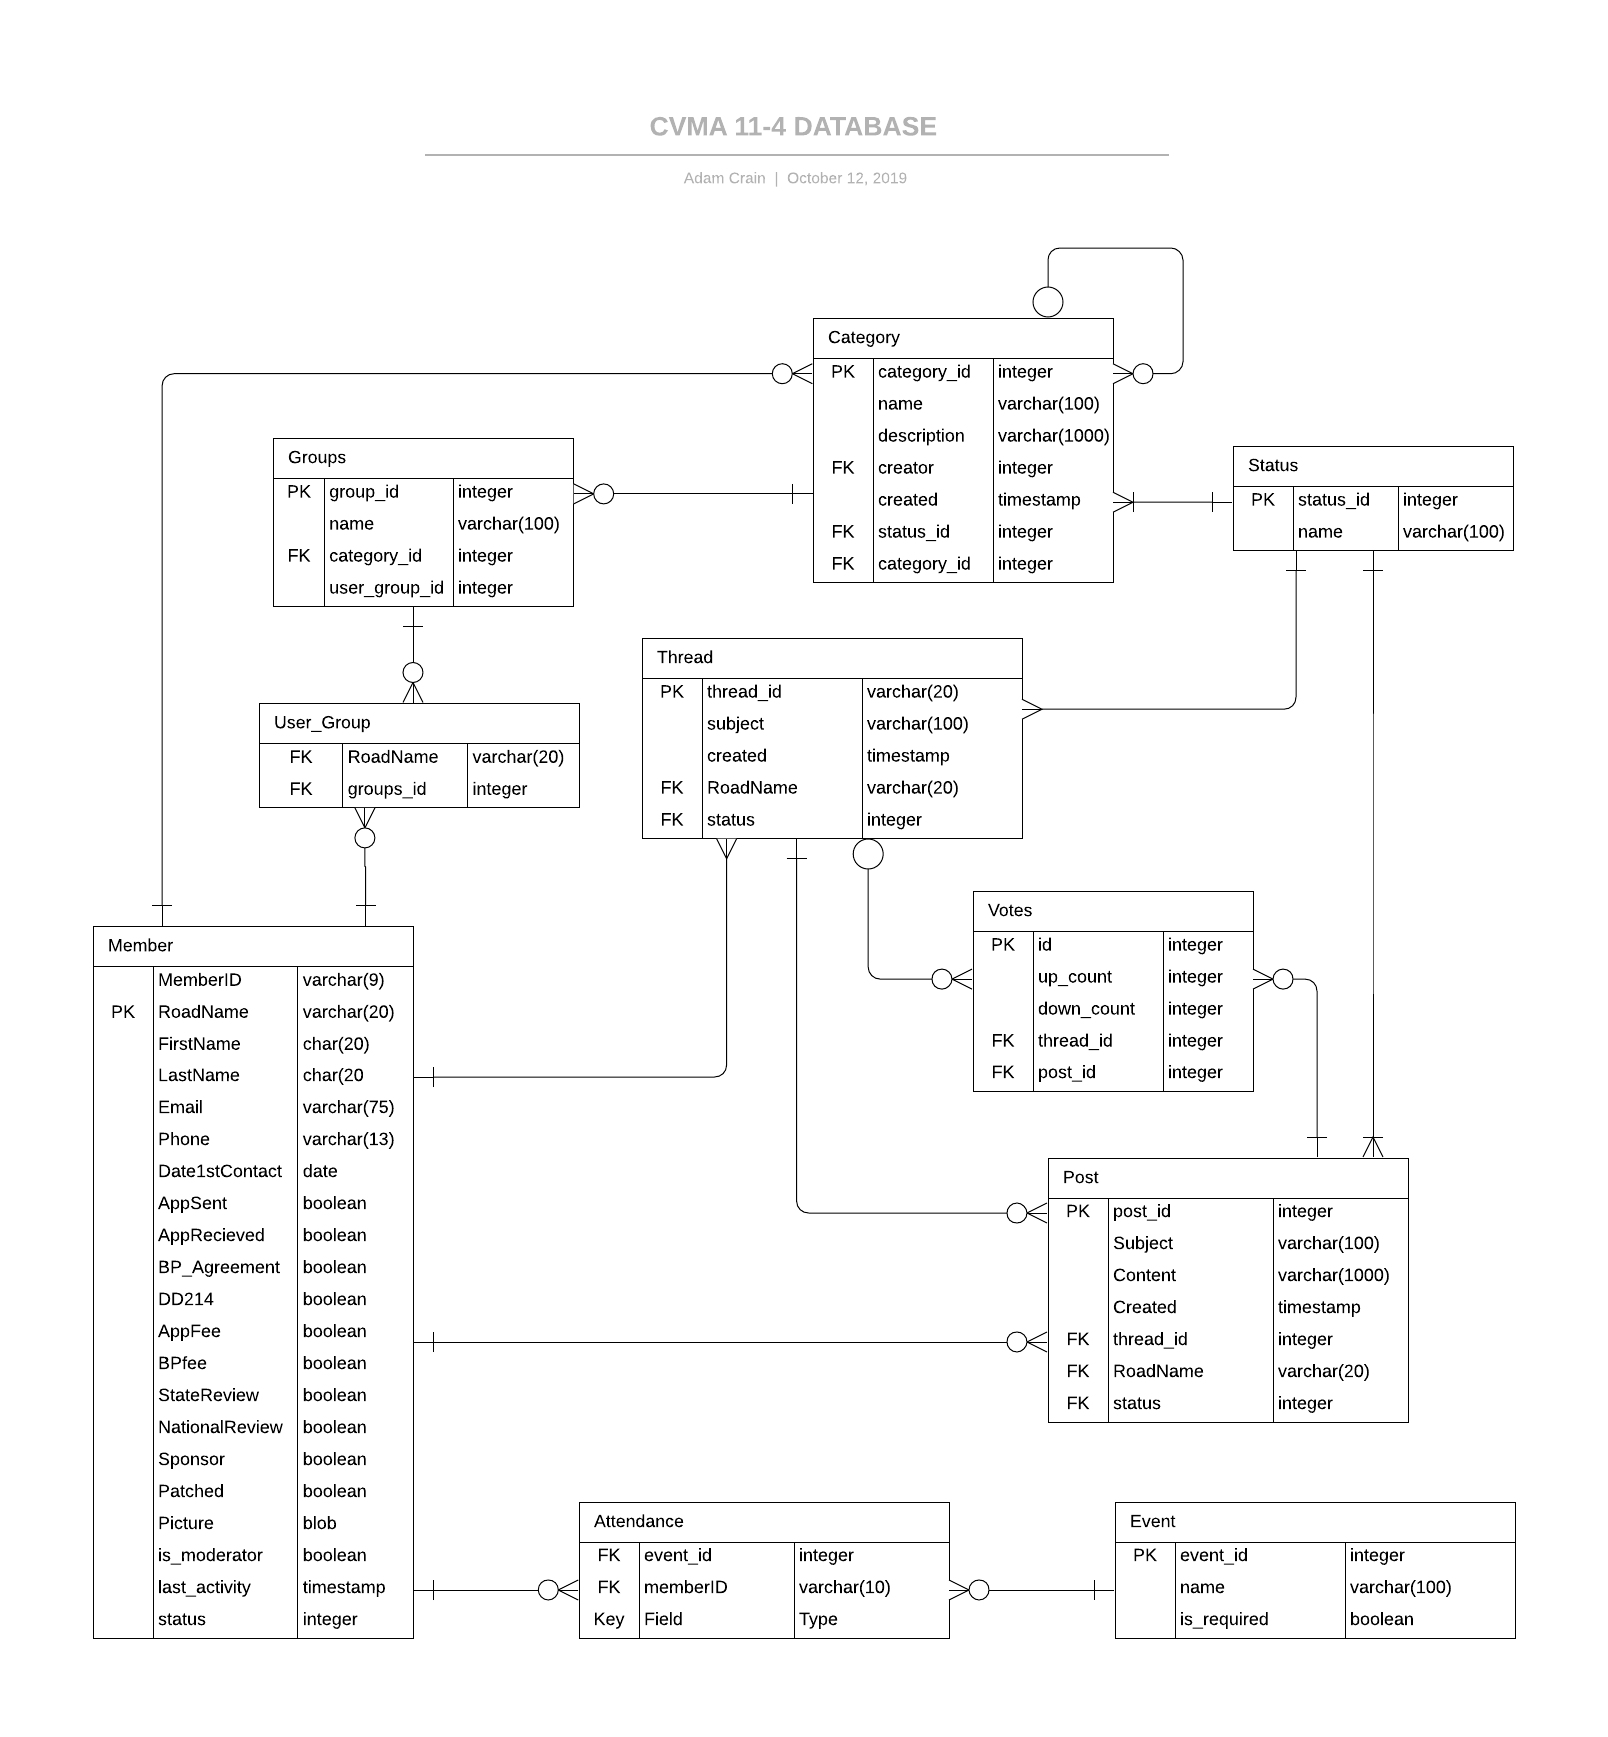 CVMA 11-4 DATABASE
Adam Crain | October 12, 2019
Category
PK category_id integer
name varchar(100)
description varchar(1000)
FK creator integer
created timestamp
FK status_id integer
FK category_id integer
Groups
PK group_id integer
name varchar(100)
FK category_id integer
user_group_id integer
Status
PK status_id integer
name varchar(100)
Thread
PK thread_id varchar(20)
subject varchar(100)
created timestamp
FK RoadName varchar(20)
FK status integer
User_Group
FK RoadName varchar(20)
FK groups_id integer
Votes
PK id integer
up_count integer
down_count integer
FK thread_id integer
FK post_id integer
Member
MemberID varchar(9)
PK RoadName varchar(20)
FirstName char(20)
LastName char(20
Email varchar(75)
Phone varchar(13)
Date1stContact date
AppSent boolean
AppRecieved boolean
BP_Agreement boolean
DD214 boolean
AppFee boolean
BPfee boolean
StateReview boolean
NationalReview boolean
Sponsor boolean
Patched boolean
Picture blob
is_moderator boolean
last_activity timestamp
status integer
Post
PK post_id integer
Subject varchar(100)
Content varchar(1000)
Created timestamp
FK thread_id integer
FK RoadName varchar(20)
FK status integer
Attendance
FK event_id integer
FK memberID varchar(10)
Key Field Type
Event
PK event_id integer
name varchar(100)
is_required boolean